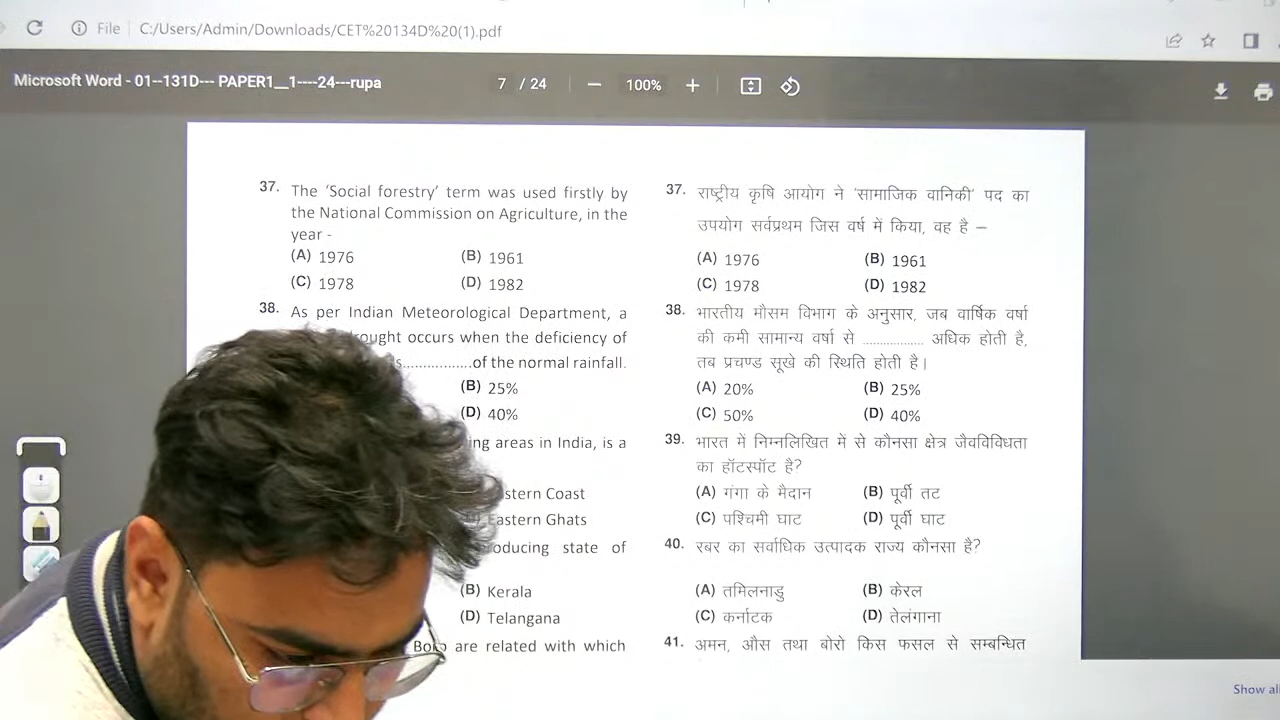 File C:/Users/Admin/Downloads/CET%20134D%20(1).pdf
Microsoft Word - 01--131D--- PAPER1__1----24---rupa 7 / 24 100%
37. The 'Social forestry' term was used firstly by
the National Commission on Agriculture, in the
year -
(A) 1976 (B) 1961
(C) 1978 (D) 1982
38. As per Indian Meteorological Department, a
occurs when the deficiency of
...............of the normal rainfall.
(B) 25%
(D) 40%
areas in India, is a
Coast
Eastern Ghats
state of
(B) Kerala
(D) Telangana
are related with which
37. राष्ट्रीय कृषि आयोग ने 'सामाजिक वानिकी' पद का
उपयोग सर्वप्रथम जिस वर्ष में किया, वह है –
(A) 1976 (B) 1961
(C) 1978 (D) 1982
38. भारतीय मौसम विभाग के अनुसार, जब वार्षिक वर्षा
की कमी सामान्य वर्षा से ................ अधिक होती है,
तब प्रचण्ड सूखे की स्थिति होती है।
(A) 20% (B) 25%
(C) 50% (D) 40%
39. भारत में निम्नलिखित में से कौनसा क्षेत्र जैवविविधता
का हॉटस्पॉट है?
(A) गंगा के मैदान (B) पूर्वी तट
(C) पश्चिमी घाट (D) पूर्वी घाट
40. रबर का सर्वाधिक उत्पादक राज्य कौनसा है?
(A) तमिलनाडु (B) केरल
(C) कर्नाटक (D) तेलंगाना
41. अमन, औस तथा बोरो किस फसल से सम्बन्धित
Show all